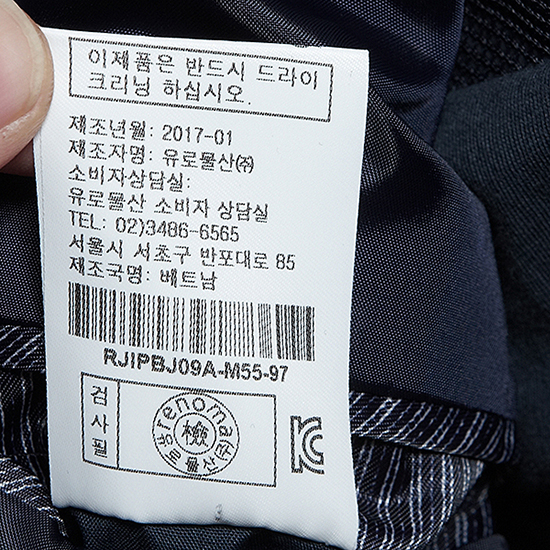 이제품은 반드시 드라이
크리닝 하십시오.
제조년월: 2017-01
제조자명: 유로물산㈜
소비자상담실:
유로물산 소비자 상담실
TEL: 02)3486-6565
서울시 서초구 반포대로 85
제조국명: 베트남
RJIPBJ09A-M55-97
검사필
renoma
檢
유로물산(주)
KC